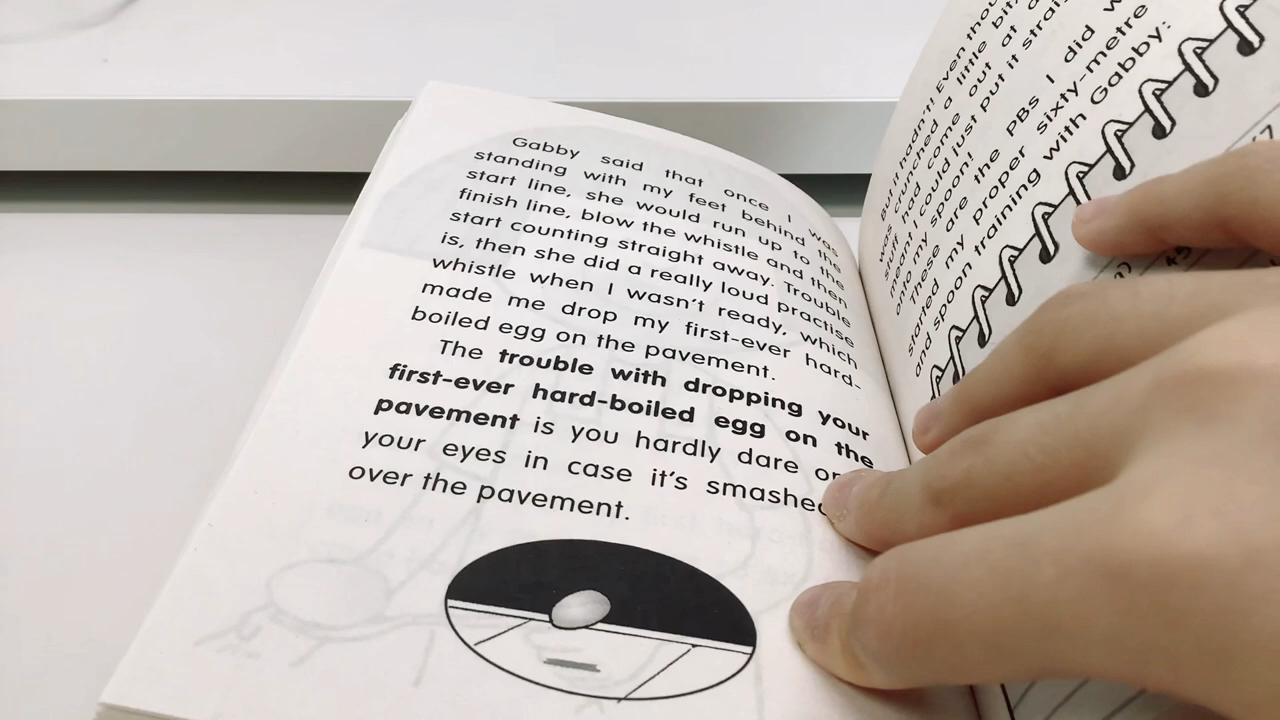 Gabby said that once I was
standing with my feet behind the
start line, she would run up to the
finish line, blow the whistle and then
start counting straight away. Trouble
is, then she did a really loud practise
whistle when I wasn't ready, which
made me drop my first-ever hard-
boiled egg on the pavement.
The trouble with dropping your
first-ever hard-boiled egg on the
pavement is you hardly dare
your eyes in case it's smashed
over the pavement.
But it hadn't! Even
was crunched a little bit,
stuff had come out at
meant I could just put it
onto my spoon!
These are the PBs I did
started my proper sixty-metre
and spoon training with Gabby: